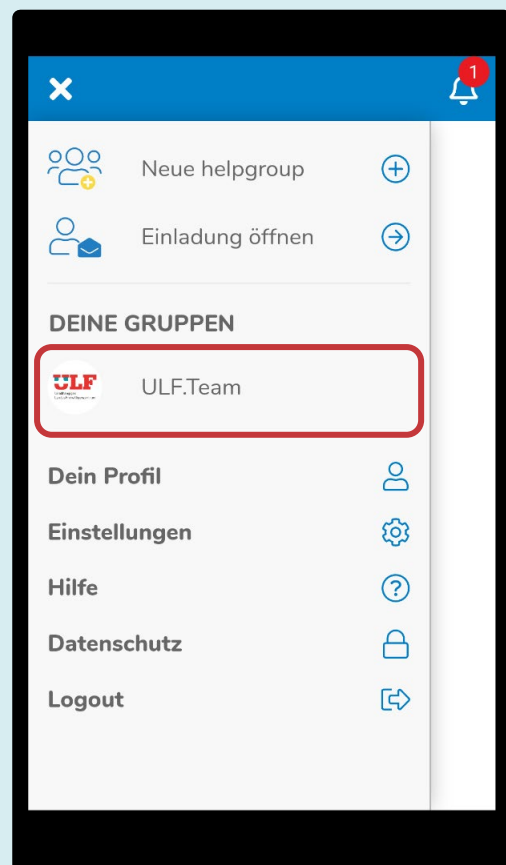 1
Neue helpgroup
Einladung öffnen
DEINE GRUPPEN
ULF
ULF.Team
Dein Profil
Einstellungen
Hilfe
Datenschutz
Logout